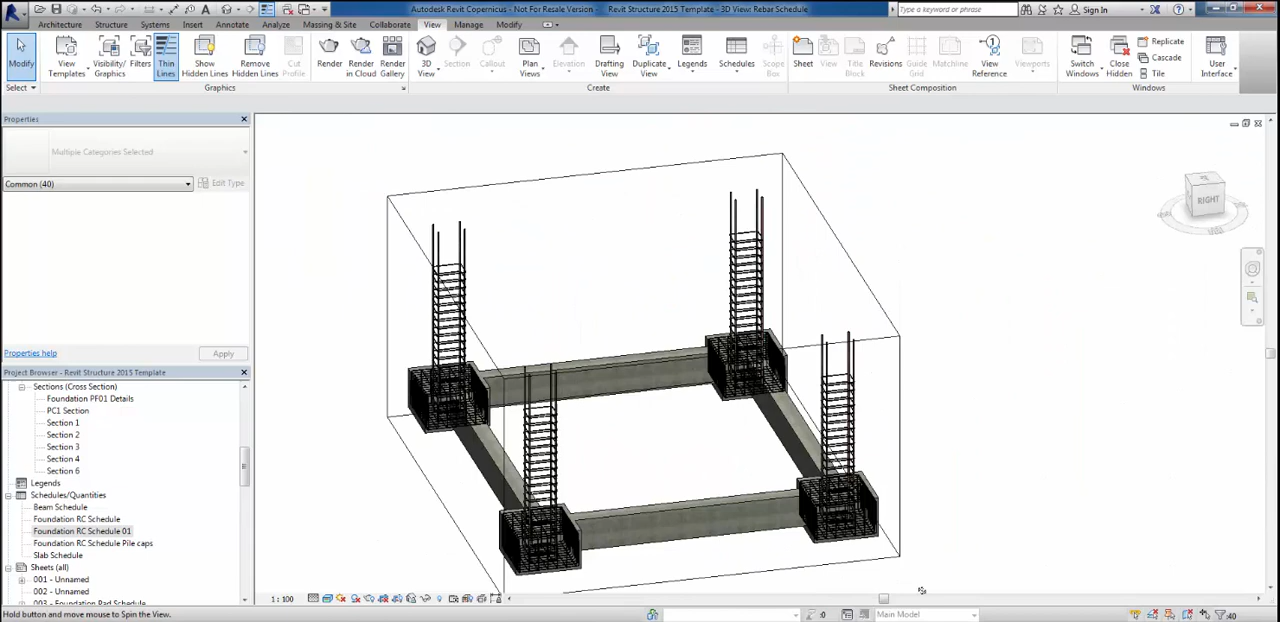 Autodesk Revit Copernicus - Not For Resale Version - Revit Structure 2015 Template - 3D View: Rebar Schedule
Type a keyword or phrase
Sign In
Architecture Structure Systems Insert Annotate Analyze Massing & Site Collaborate View Manage Modify
Modify
View Templates
Visibility/ Graphics
Filters
Thin Lines
Show Hidden Lines
Remove Hidden Lines
Cut Profile
Render
Render in Cloud
Render Gallery
3D View
Section
Callout
Plan Views
Elevation
Drafting View
Duplicate View
Legends
Schedules
Scope Box
Sheet
View
Title Block
Revisions
Guide Grid
Matchline
View Reference
Viewports
Switch Windows
Close Hidden
Replicate
Cascade
Tile
User Interface
Select
Graphics
Create
Sheet Composition
Windows
Properties
Multiple Categories Selected
Common (40)
Edit Type
Properties help
Apply
RIGHT
Project Browser - Revit Structure 2015 Template
Sections (Cross Section)
Foundation PF01 Details
PC1 Section
Section 1
Section 2
Section 3
Section 4
Section 6
Legends
Schedules/Quantities
Beam Schedule
Foundation RC Schedule
Foundation RC Schedule 01
Foundation RC Schedule Pile caps
Slab Schedule
Sheets (all)
001 - Unnamed
002 - Unnamed
003 - Foundation Pad Schedule
1 : 100
Hold button and move mouse to Spin the View.
:0
Main Model
:40